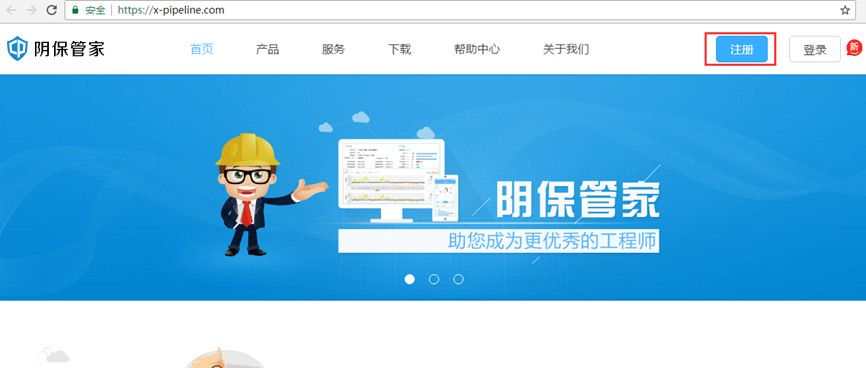 安全 | https://x-pipeline.com
阴保管家 首页 产品 服务 下载 帮助中心 关于我们 注册 登录 新
阴保管家
助您成为更优秀的工程师